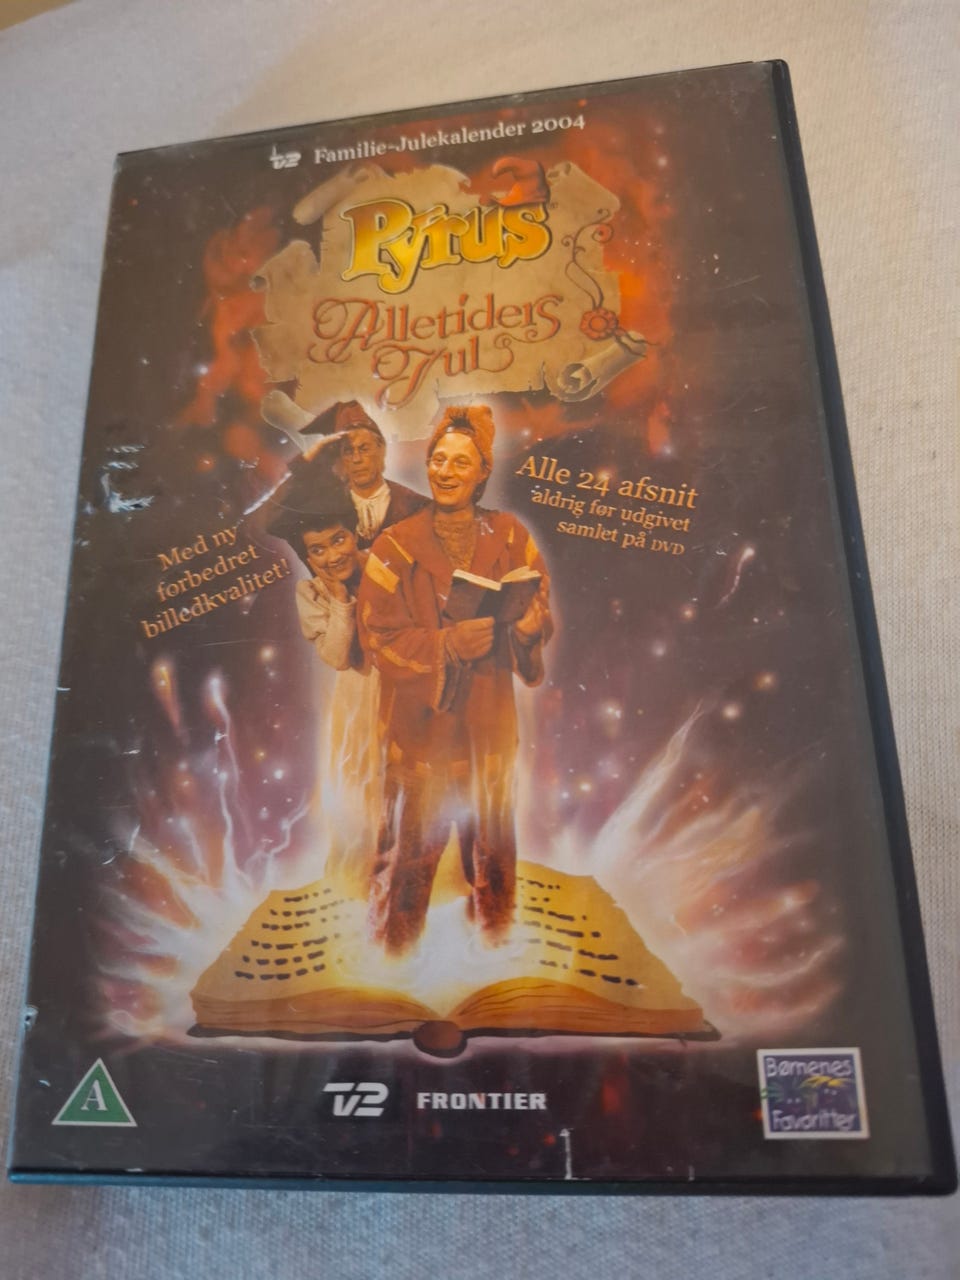 TV2 Familie-Julekalender 2004
Pyrus
Alletiders
Jul
Alle 24 afsnit
aldrig før udgivet
samlet på DVD
Med ny
forbedret
billedkvalitet!
A
TV2 FRONTIER
Børnenes
Favoritter